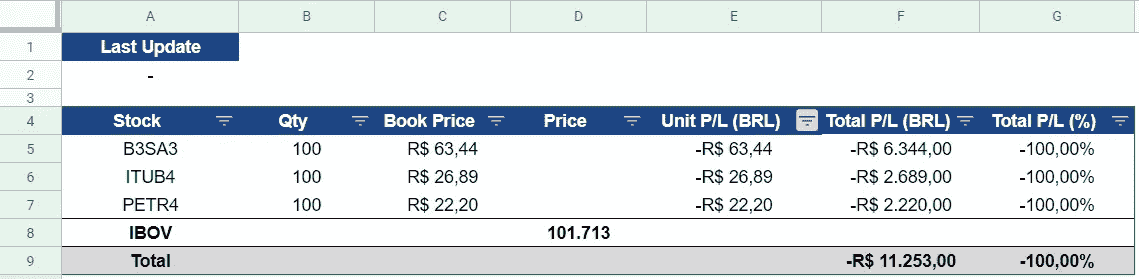 A B C D E F G
1 Last Update
2 -
3
4 Stock Qty Book Price Price Unit P/L (BRL) Total P/L (BRL) Total P/L (%)
5 B3SA3 100 R$ 63,44 -R$ 63,44 -R$ 6.344,00 -100,00%
6 ITUB4 100 R$ 26,89 -R$ 26,89 -R$ 2.689,00 -100,00%
7 PETR4 100 R$ 22,20 -R$ 22,20 -R$ 2.220,00 -100,00%
8 IBOV 101.713
9 Total -R$ 11.253,00 -100,00%